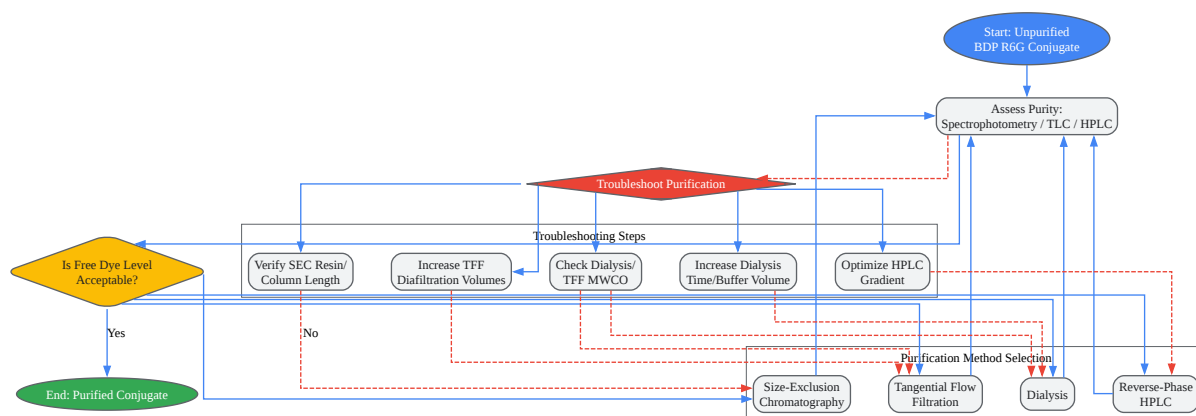 Start: Unpurified
BDP R6G Conjugate
Assess Purity:
Spectrophotometry / TLC / HPLC
Troubleshoot Purification
Troubleshooting Steps
Is Free Dye Level
Acceptable?
Verify SEC Resin/
Column Length
Increase TFF
Diafiltration Volumes
Check Dialysis/
TFF MWCO
Increase Dialysis
Time/Buffer Volume
Optimize HPLC
Gradient
Yes
No
Purification Method Selection
End: Purified Conjugate
Size-Exclusion
Chromatography
Tangential Flow
Filtration
Dialysis
Reverse-Phase
HPLC